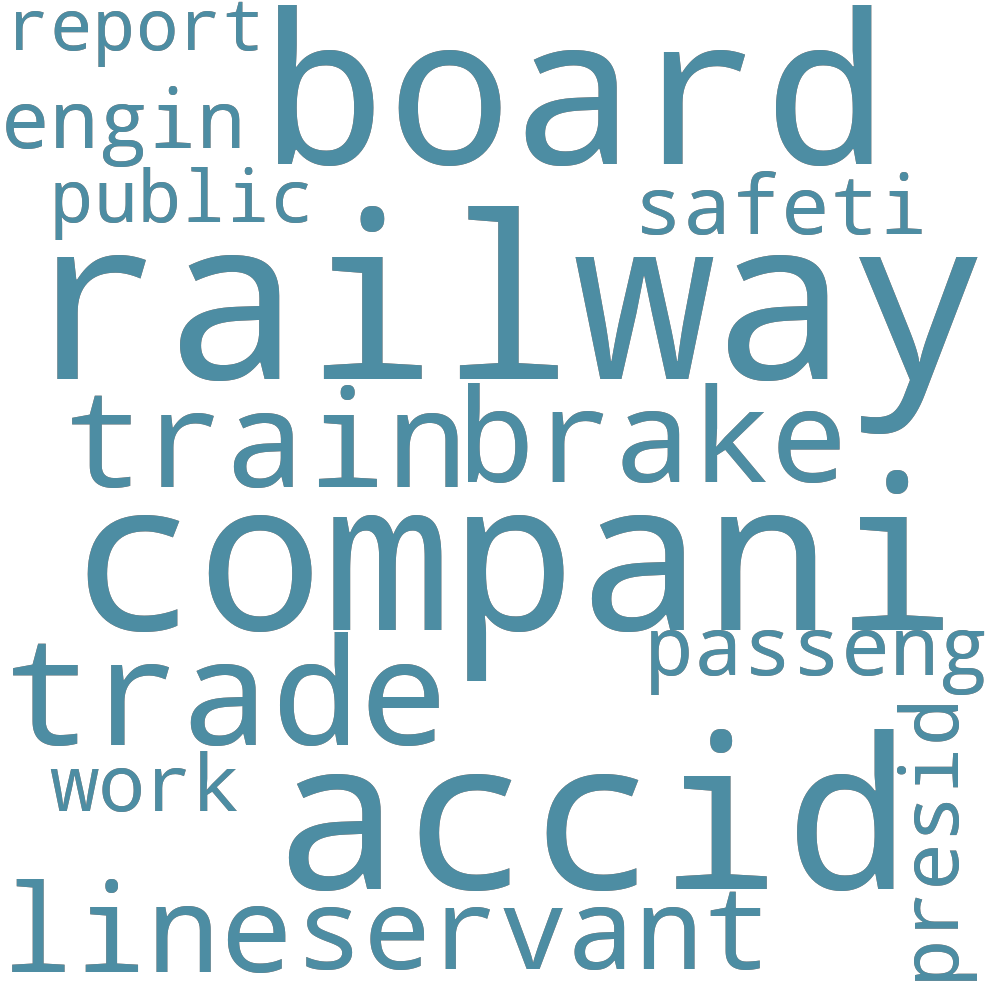 report
board
engin
public
safeti
railway
train
brake
compani
passeng
trade
presid
work
accid
line
servant